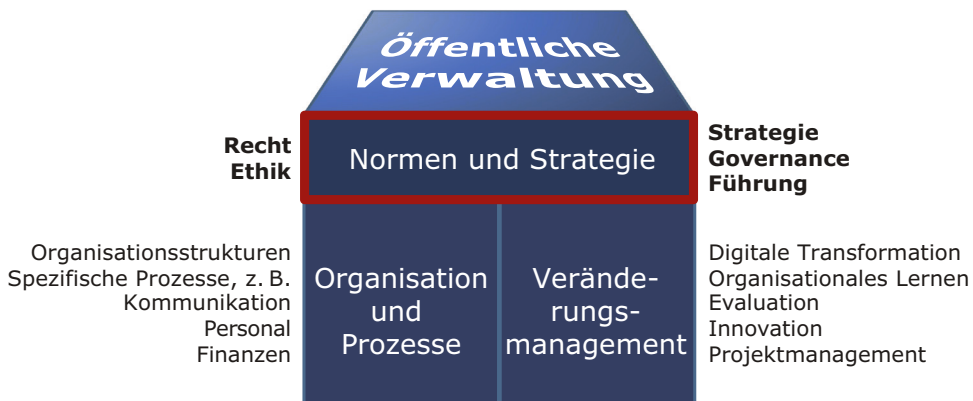 Öffentliche
Verwaltung
Recht
Ethik
Normen und Strategie
Strategie
Governance
Führung
Organisationsstrukturen
Spezifische Prozesse, z. B.
Kommunikation
Personal
Finanzen
Organisation
und
Prozesse
Verände-
rungs-
management
Digitale Transformation
Organisationales Lernen
Evaluation
Innovation
Projektmanagement